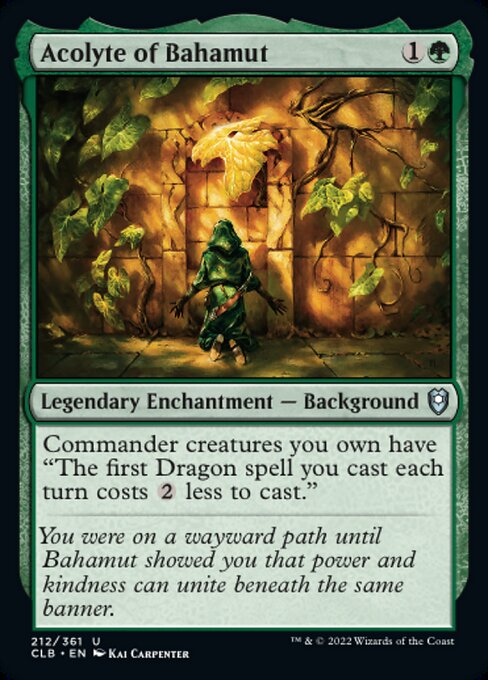 Acolyte of Bahamut 1
Legendary Enchantment — Background
Commander creatures you own have
“The first Dragon spell you cast each
turn costs 2 less to cast.”
You were on a wayward path until
Bahamut showed you that power and
kindness can unite beneath the same
banner.
212/361 U
CLB • EN Kai Carpenter
™ & © 2022 Wizards of the Coast